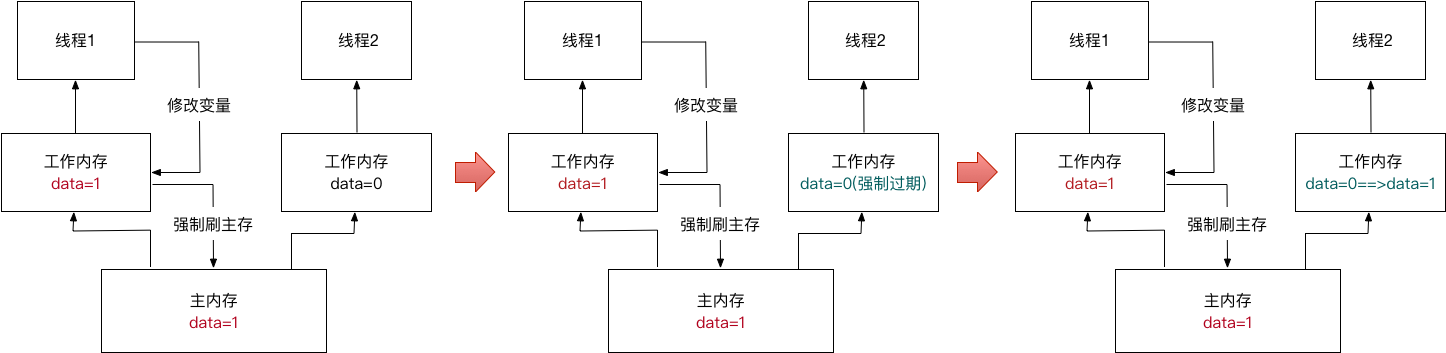 线程1
线程2
修改变量
工作内存
data=1
工作内存
data=0
强制刷主存
主内存
data=1
线程1
线程2
修改变量
工作内存
data=1
工作内存
data=0(强制过期)
强制刷主存
主内存
data=1
线程1
线程2
修改变量
工作内存
data=1
工作内存
data=0==>data=1
强制刷主存
主内存
data=1